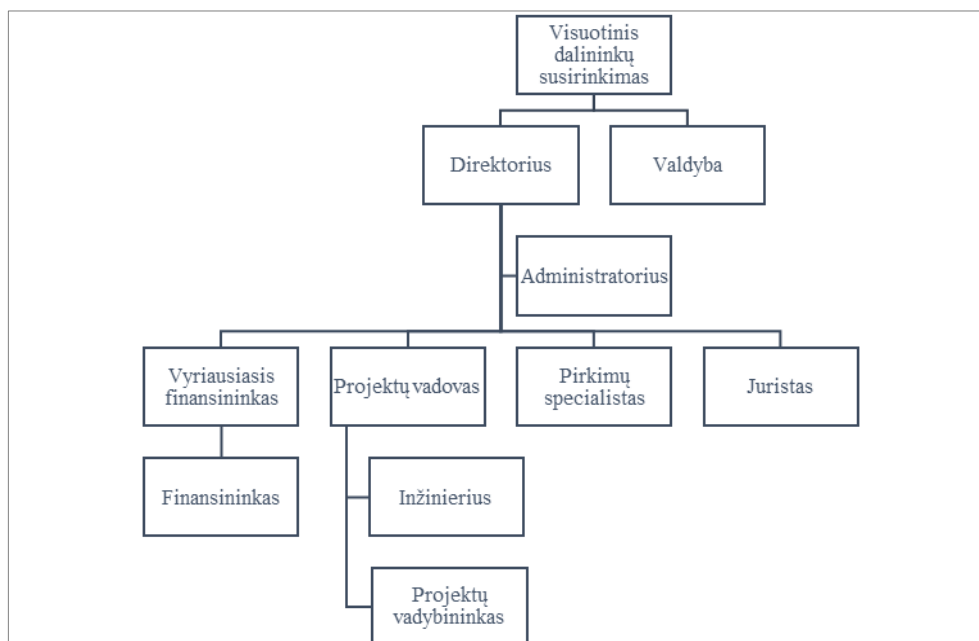 Visuotinis
dalininkų
susirinkimas
Direktorius
Valdyba
Administratorius
Vyriausiasis
finansininkas
Projektų vadovas
Pirkimų
specialistas
Juristas
Finansininkas
Inžinierius
Projektų
vadybininkas